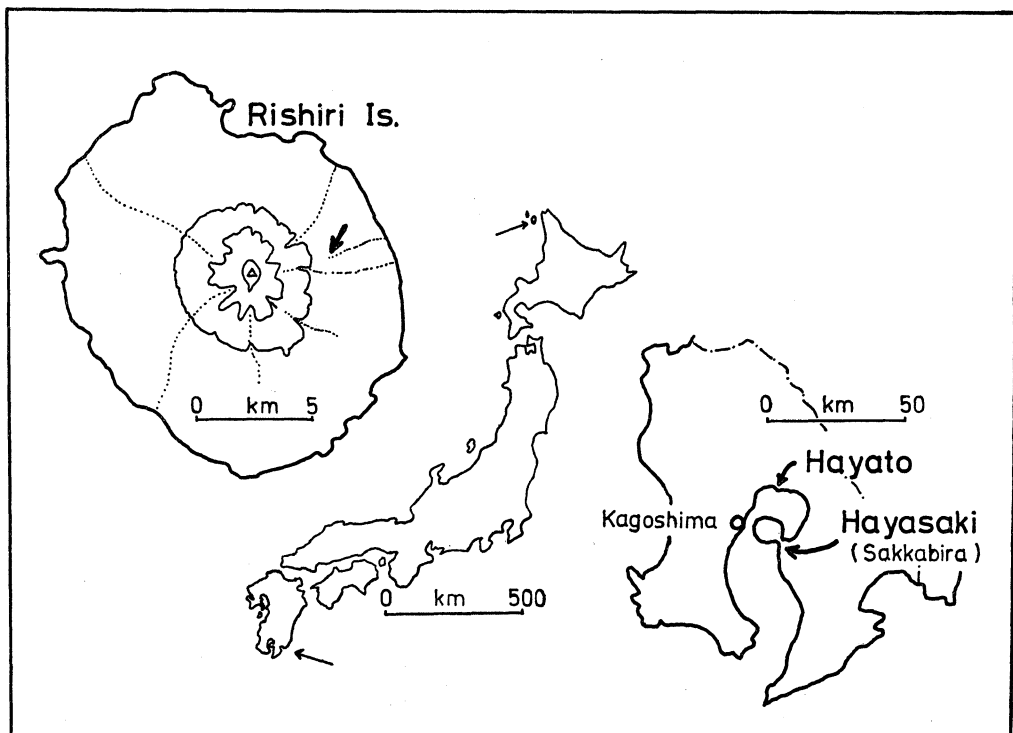 Rishiri Is.
0 km 5
0 km 500
0 km 50
Hayato
Kagoshima
Hayasaki
(Sakkabira)